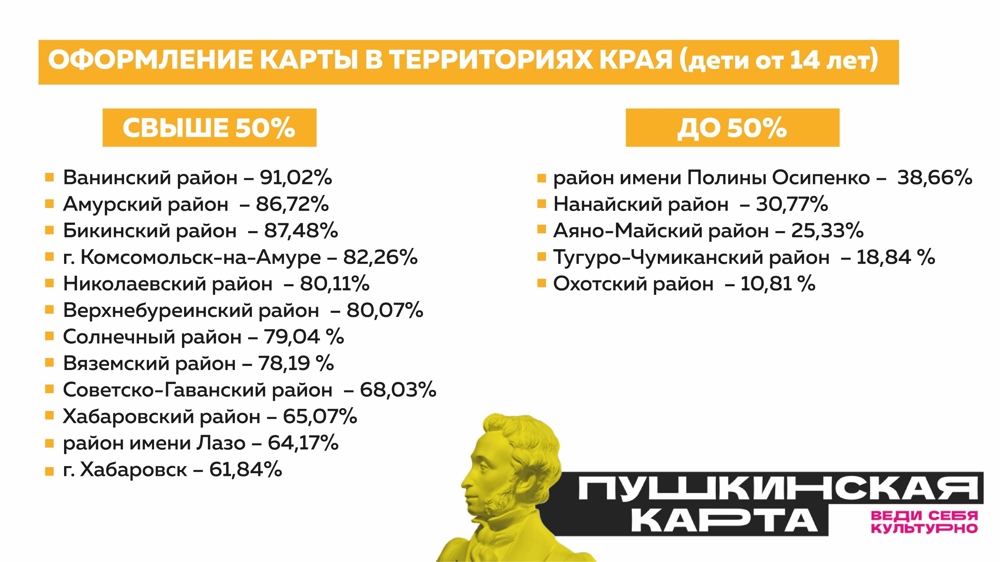 ОФОРМЛЕНИЕ КАРТЫ В ТЕРРИТОРИЯХ КРАЯ (дети от 14 лет)
СВЫШЕ 50%
Ванинский район – 91,02%
Амурский район – 86,72%
Бикинский район – 87,48%
г. Комсомольск-на-Амуре – 82,26%
Николаевский район – 80,11%
Верхнебуреинский район – 80,07%
Солнечный район – 79,04 %
Вяземский район – 78,19 %
Советско-Гаванский район – 68,03%
Хабаровский район – 65,07%
район имени Лазо – 64,17%
г. Хабаровск – 61,84%
ДО 50%
район имени Полины Осипенко – 38,66%
Нанайский район – 30,77%
Аяно-Майский район – 25,33%
Тугуро-Чумиканский район – 18,84 %
Охотский район – 10,81 %
ПУШКИНСКАЯ
КАРТА
ВЕДИ СЕБЯ
КУЛЬТУРНО